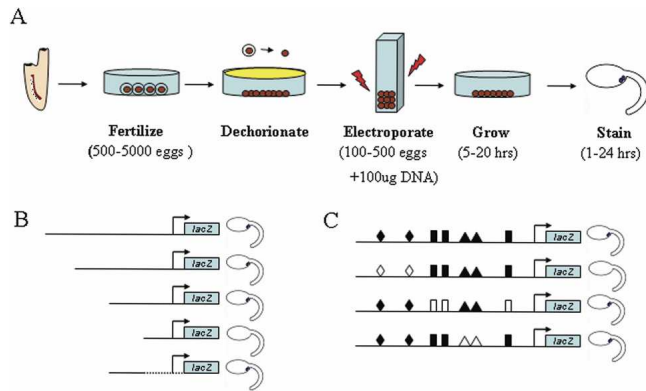 A
Fertilize
(500-5000 eggs )
Dechorionate
Electroporate
(100-500 eggs
+100ug DNA)
Grow
(5-20 hrs)
Stain
(1-24 hrs)
B
lacZ
lacZ
lacZ
lacZ
lacZ
C
lacZ
lacZ
lacZ
lacZ